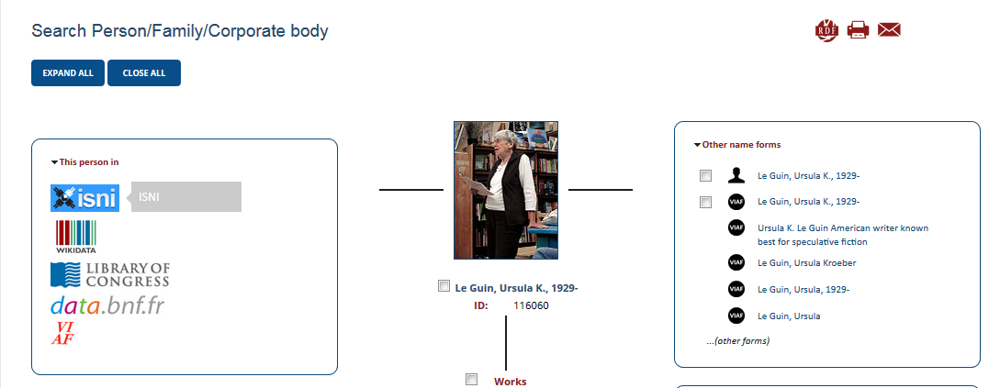 Search Person/Family/Corporate body
RDF
EXPAND ALL
CLOSE ALL
This person in
isni
ISNI
WIKIDATA
LIBRARY OF
CONGRESS
data.bnf.fr
VI
AF
Le Guin, Ursula K., 1929-
ID: 116060
Works
Other name forms
Le Guin, Ursula K., 1929-
VIAF Le Guin, Ursula K., 1929-
VIAF Ursula K. Le Guin American writer known
best for speculative fiction
VIAF Le Guin, Ursula Kroeber
VIAF Le Guin, Ursula, 1929-
VIAF Le Guin, Ursula
...(other forms)